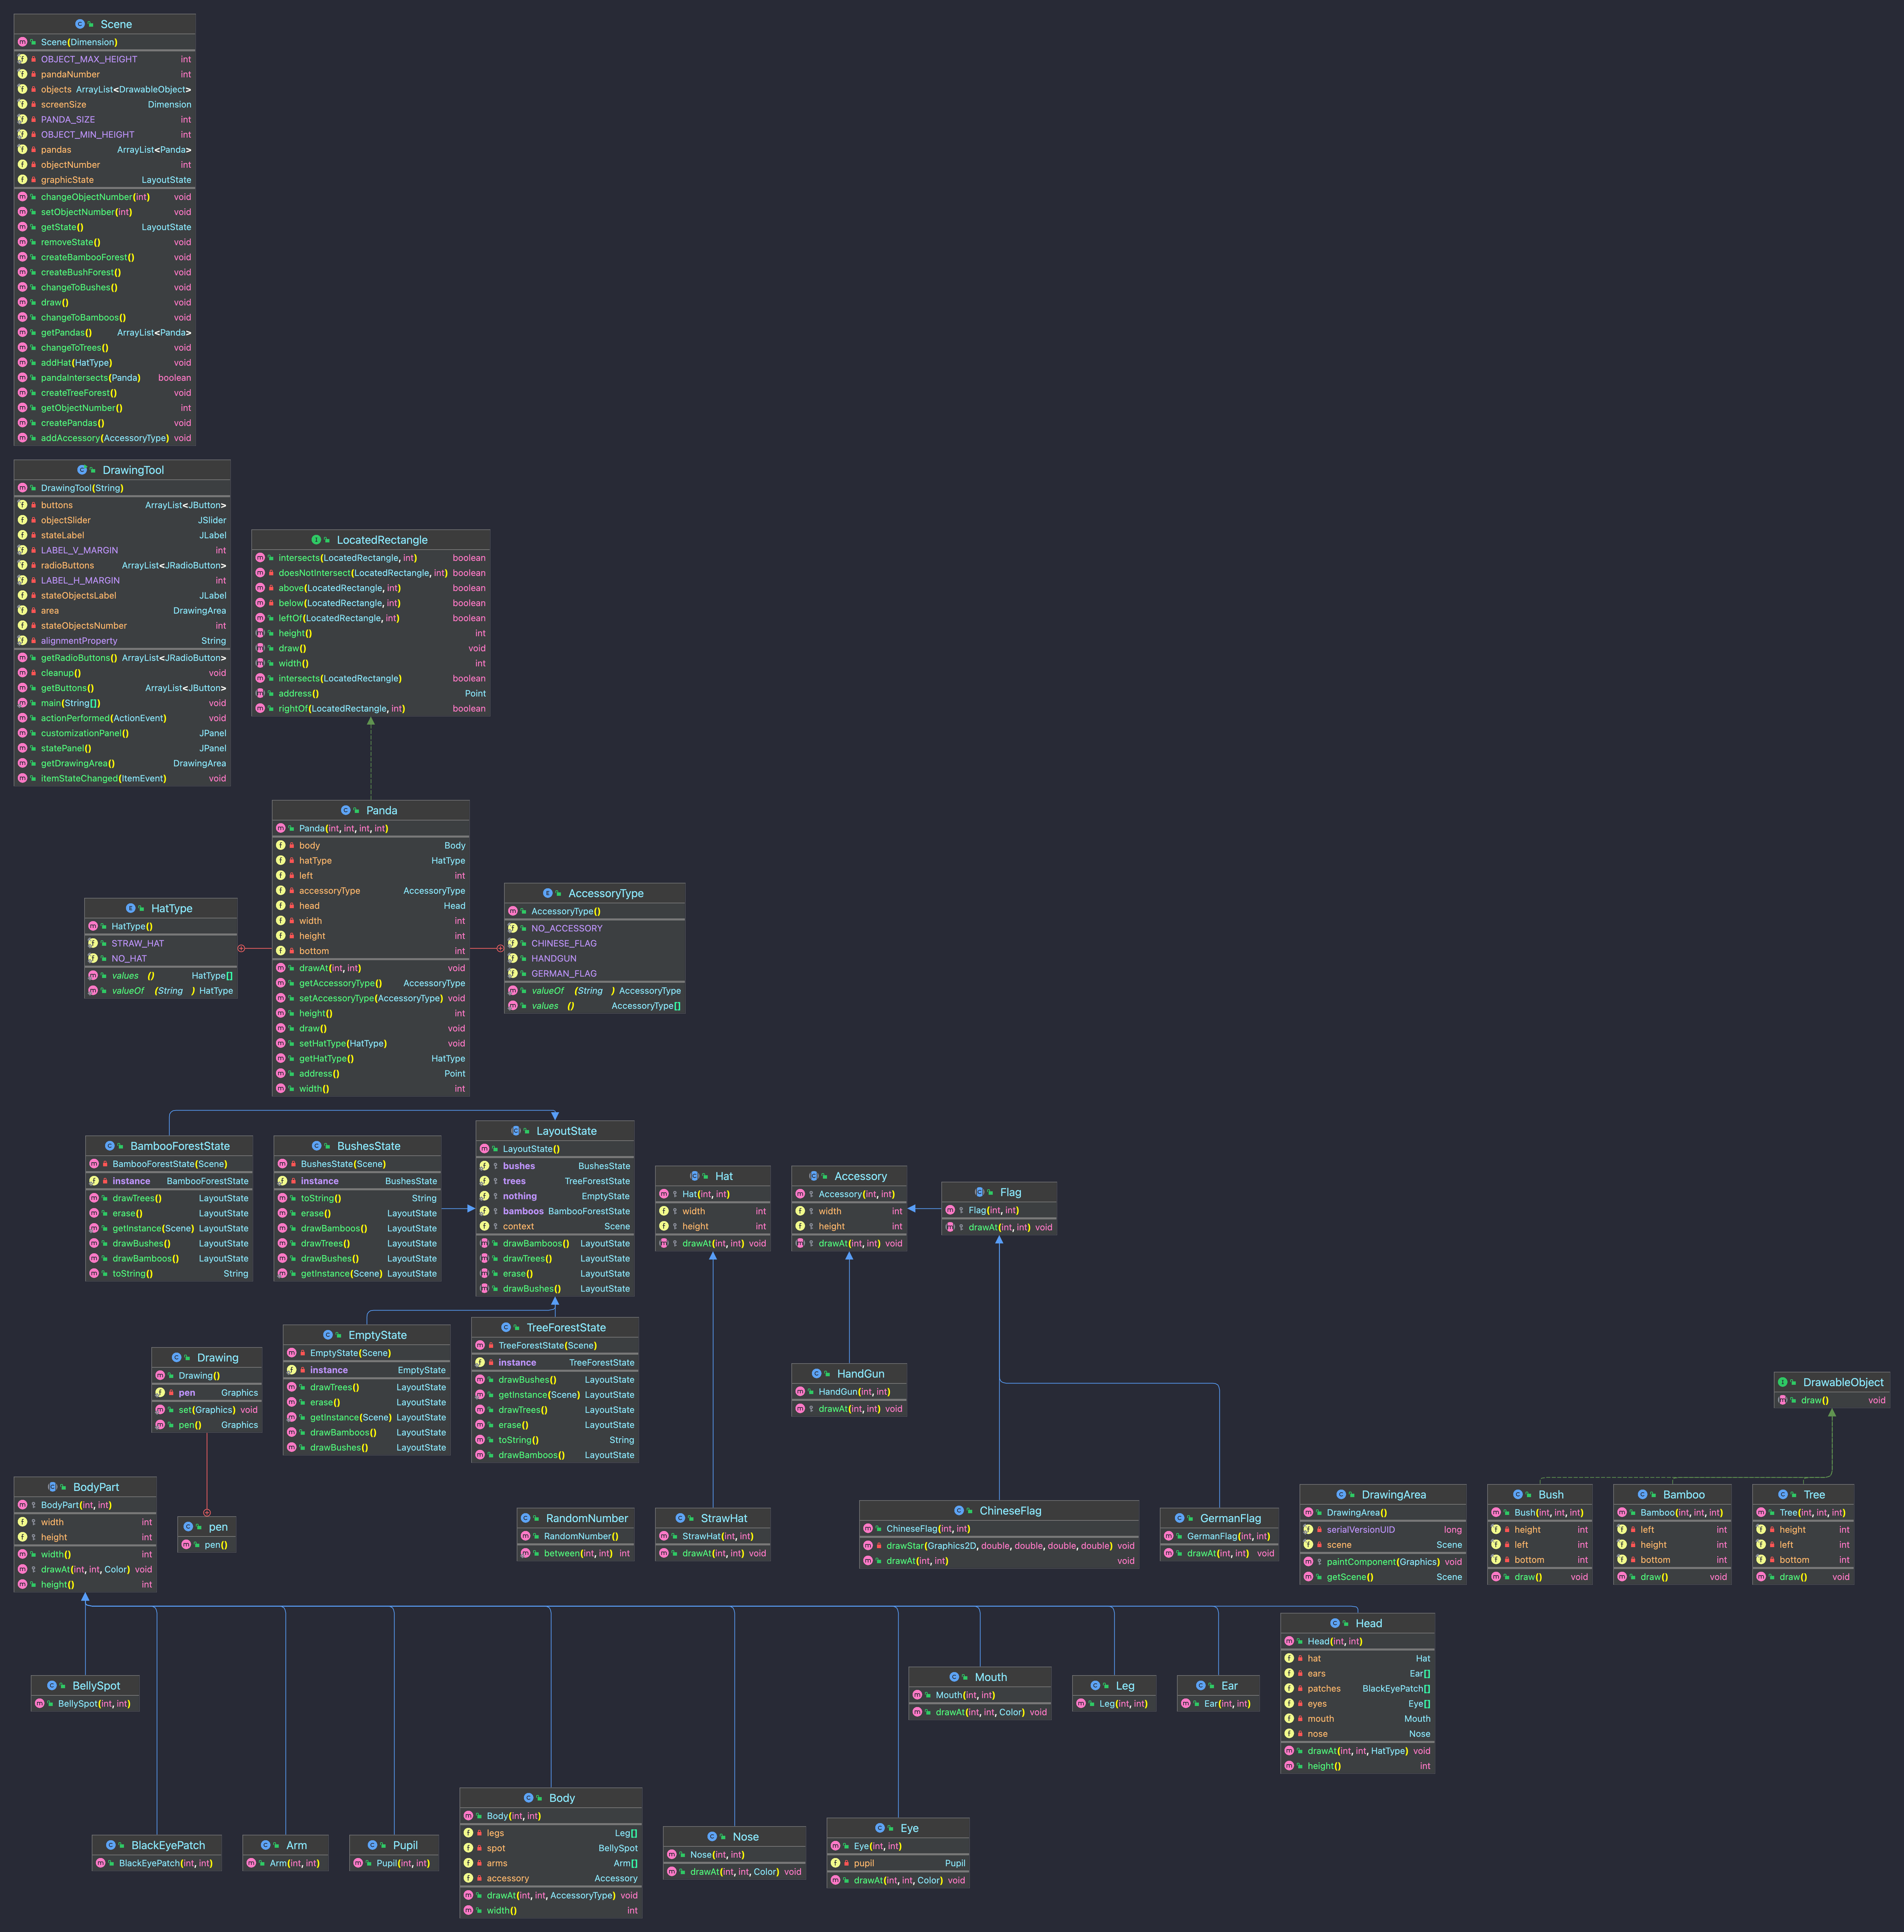 Scene
Scene(Dimension)
OBJECT_MAX_HEIGHT int
pandaNumber int
objects ArrayList<DrawableObject>
screenSize Dimension
PANDA_SIZE int
OBJECT_MIN_HEIGHT int
pandas ArrayList<Panda>
objectNumber int
graphicState LayoutState
changeObjectNumber(int) void
setObjectNumber(int) void
getState() LayoutState
removeState() void
createBambooForest() void
createBushForest() void
changeToBushes() void
draw() void
changeToBamboos() void
getPandas() ArrayList<Panda>
changeToTrees() void
addHat(HatType) void
pandaIntersects(Panda) boolean
createTreeForest() void
getObjectNumber() int
createPandas() void
addAccessory(AccessoryType) void
DrawingTool
DrawingTool(String)
buttons ArrayList<JButton>
objectSlider JSlider
stateLabel JLabel
LABEL_V_MARGIN int
radioButtons ArrayList<JRadioButton>
LABEL_H_MARGIN int
stateObjectsLabel JLabel
area DrawingArea
stateObjectsNumber int
alignmentProperty String
getRadioButtons() ArrayList<JRadioButton>
cleanup() void
getButtons() ArrayList<JButton>
main(String[]) void
actionPerformed(ActionEvent) void
customizationPanel() JPanel
statePanel() JPanel
getDrawingArea() DrawingArea
itemStateChanged(ItemEvent) void
LocatedRectangle
intersects(LocatedRectangle, int) boolean
doesNotIntersect(LocatedRectangle, int) boolean
above(LocatedRectangle, int) boolean
below(LocatedRectangle, int) boolean
leftOf(LocatedRectangle, int) boolean
height() int
draw() void
width() int
intersects(LocatedRectangle) boolean
address() Point
rightOf(LocatedRectangle, int) boolean
Panda
Panda(int, int, int, int)
body Body
hatType HatType
left int
accessoryType AccessoryType
head Head
width int
height int
bottom int
drawAt(int, int) void
getAccessoryType() AccessoryType
setAccessoryType(AccessoryType) void
height() int
draw() void
setHatType(HatType) void
getHatType() HatType
address() Point
width() int
HatType
HatType()
STRAW_HAT
NO_HAT
values () HatType[]
valueOf (String ) HatType
AccessoryType
AccessoryType()
NO_ACCESSORY
CHINESE_FLAG
HANDGUN
GERMAN_FLAG
valueOf (String ) AccessoryType
values () AccessoryType[]
BambooForestState
BambooForestState(Scene)
instance BambooForestState
drawTrees() LayoutState
erase() LayoutState
getInstance(Scene) LayoutState
drawBushes() LayoutState
drawBamboos() LayoutState
toString() String
BushesState
BushesState(Scene)
instance BushesState
toString() String
erase() LayoutState
drawBamboos() LayoutState
drawTrees() LayoutState
drawBushes() LayoutState
getInstance(Scene) LayoutState
LayoutState
LayoutState()
bushes BushesState
trees TreeForestState
nothing EmptyState
bamboos BambooForestState
context Scene
drawBamboos() LayoutState
drawTrees() LayoutState
erase() LayoutState
drawBushes() LayoutState
Hat
Hat(int, int)
width int
height int
drawAt(int, int) void
Accessory
Accessory(int, int)
width int
height int
drawAt(int, int) void
Flag
Flag(int, int)
drawAt(int, int) void
EmptyState
EmptyState(Scene)
instance EmptyState
drawTrees() LayoutState
erase() LayoutState
getInstance(Scene) LayoutState
drawBamboos() LayoutState
drawBushes() LayoutState
TreeForestState
TreeForestState(Scene)
instance TreeForestState
drawBushes() LayoutState
getInstance(Scene) LayoutState
drawTrees() LayoutState
erase() LayoutState
toString() String
drawBamboos() LayoutState
Drawing
Drawing()
pen Graphics
set(Graphics) void
pen() Graphics
HandGun
HandGun(int, int)
drawAt(int, int) void
DrawableObject
draw() void
BodyPart
BodyPart(int, int)
width int
height int
width() int
drawAt(int, int, Color) void
height() int
pen
pen()
RandomNumber
RandomNumber()
between(int, int) int
StrawHat
StrawHat(int, int)
drawAt(int, int) void
ChineseFlag
ChineseFlag(int, int)
drawStar(Graphics2D, double, double, double, double) void
drawAt(int, int) void
GermanFlag
GermanFlag(int, int)
drawAt(int, int) void
DrawingArea
DrawingArea()
serialVersionUID long
scene Scene
paintComponent(Graphics) void
getScene() Scene
Bush
Bush(int, int, int)
height int
left int
bottom int
draw() void
Bamboo
Bamboo(int, int, int)
left int
height int
bottom int
draw() void
Tree
Tree(int, int, int)
height int
left int
bottom int
draw() void
BellySpot
BellySpot(int, int)
Mouth
Mouth(int, int)
drawAt(int, int, Color) void
Leg
Leg(int, int)
Ear
Ear(int, int)
Head
Head(int, int)
hat Hat
ears Ear[]
patches BlackEyePatch[]
eyes Eye[]
mouth Mouth
nose Nose
drawAt(int, int, HatType) void
height() int
BlackEyePatch
BlackEyePatch(int, int)
Arm
Arm(int, int)
Pupil
Pupil(int, int)
Body
Body(int, int)
legs Leg[]
spot BellySpot
arms Arm[]
accessory Accessory
drawAt(int, int, AccessoryType) void
width() int
Nose
Nose(int, int)
drawAt(int, int, Color) void
Eye
Eye(int, int)
pupil Pupil
drawAt(int, int, Color) void